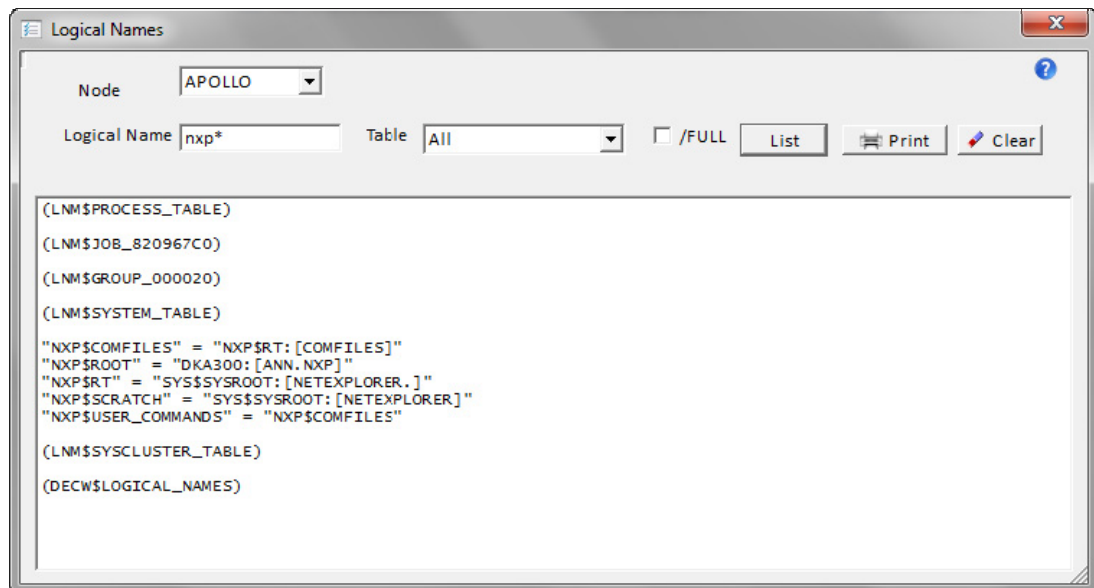 Logical Names
Node APOLLO
Logical Name nxp* Table All /FULL List Print Clear
(LNM$PROCESS_TABLE)
(LNM$JOB_820967C0)
(LNM$GROUP_000020)
(LNM$SYSTEM_TABLE)
"NXP$COMFILES" = "NXP$RT:[COMFILES]"
"NXP$ROOT" = "DKA300:[ANN.NXP]"
"NXP$RT" = "SYS$SYSROOT:[NETEXPLORER.]"
"NXP$SCRATCH" = "SYS$SYSROOT:[NETEXPLORER]"
"NXP$USER_COMMANDS" = "NXP$COMFILES"
(LNM$SYSCLUSTER_TABLE)
(DECW$LOGICAL_NAMES)